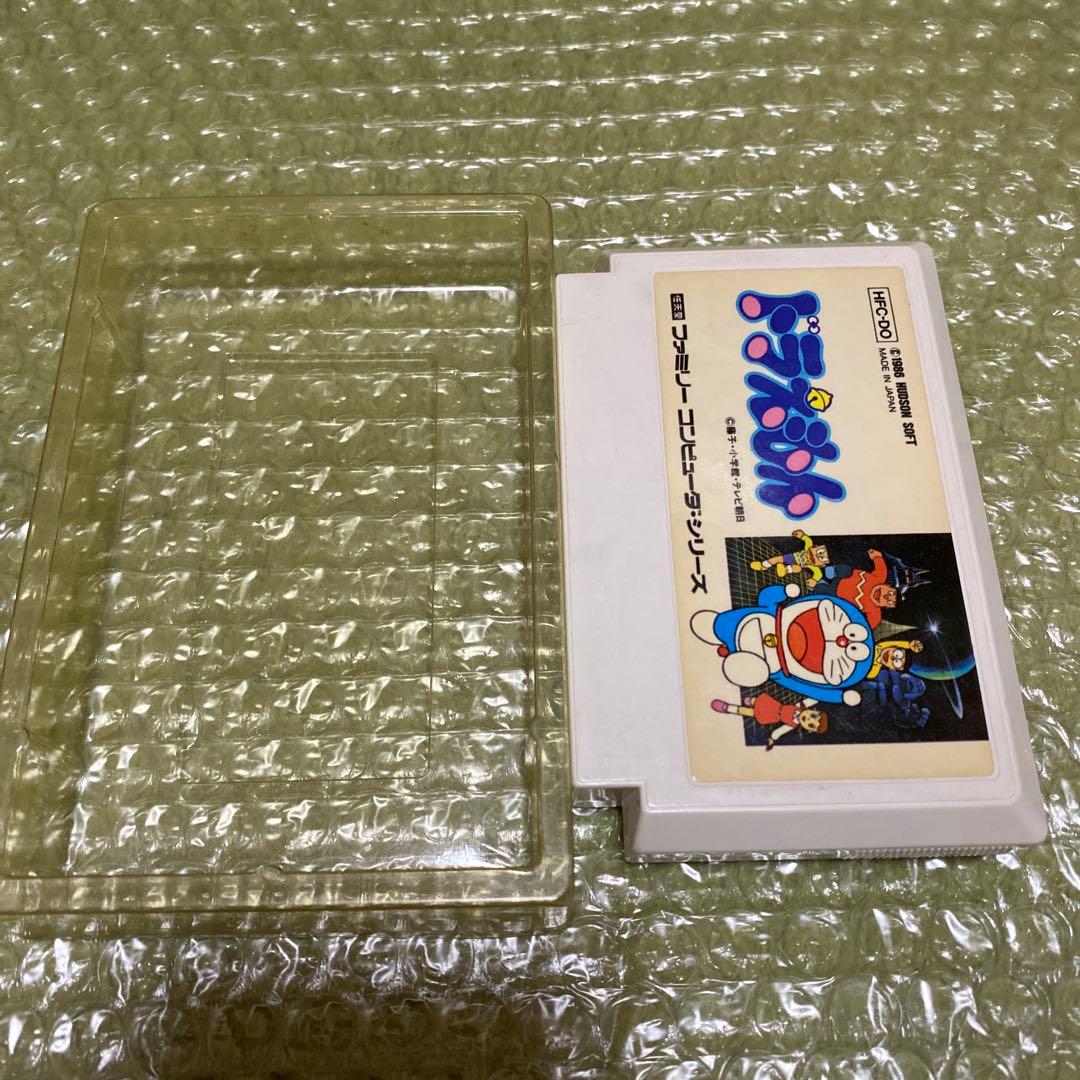 HFC-DO
©1986 HUDSON SOFT
MADE IN JAPAN
ドラえもん
©藤子・小学館・テレビ朝日
任天堂 ファミリー コンピュータ・シリーズ